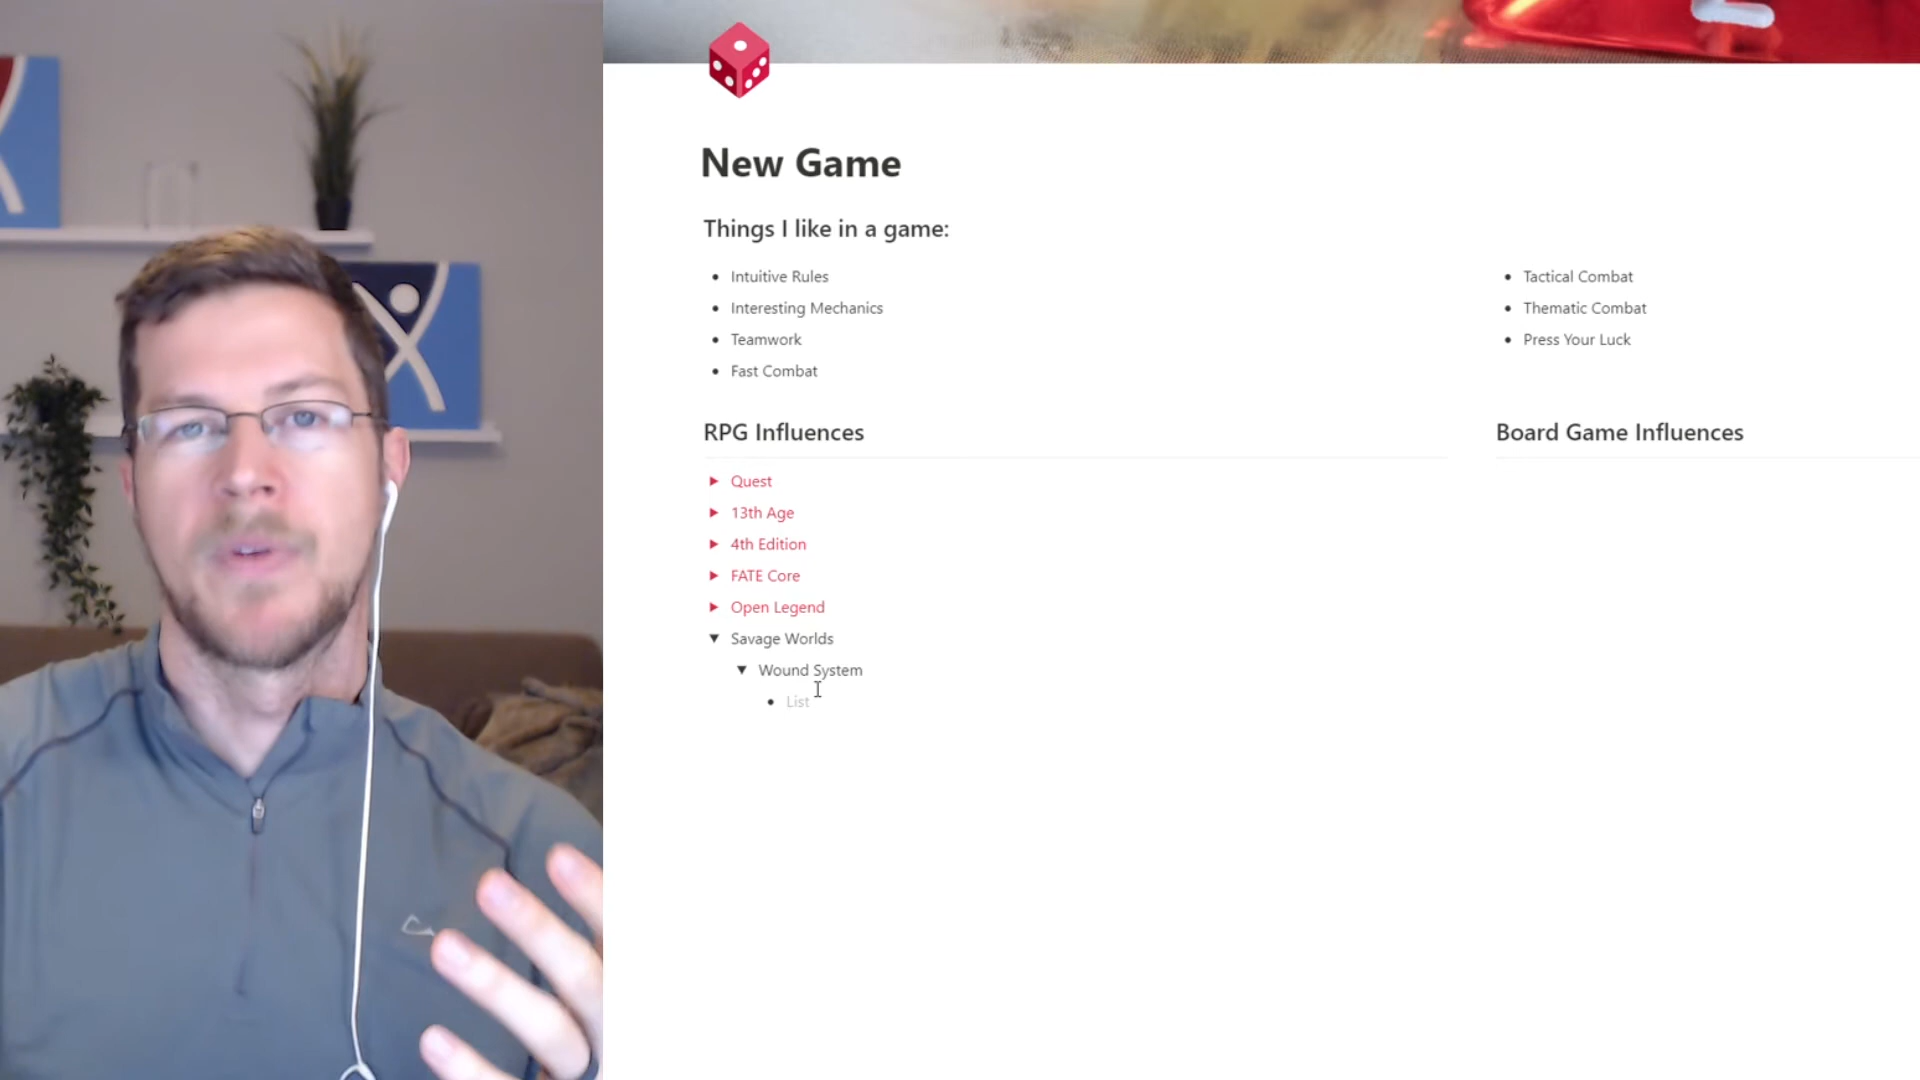 New Game
Things I like in a game:
Intuitive Rules
Interesting Mechanics
Teamwork
Fast Combat
Tactical Combat
Thematic Combat
Press Your Luck
RPG Influences
Quest
13th Age
4th Edition
FATE Core
Open Legend
Savage Worlds
Wound System
List
Board Game Influences